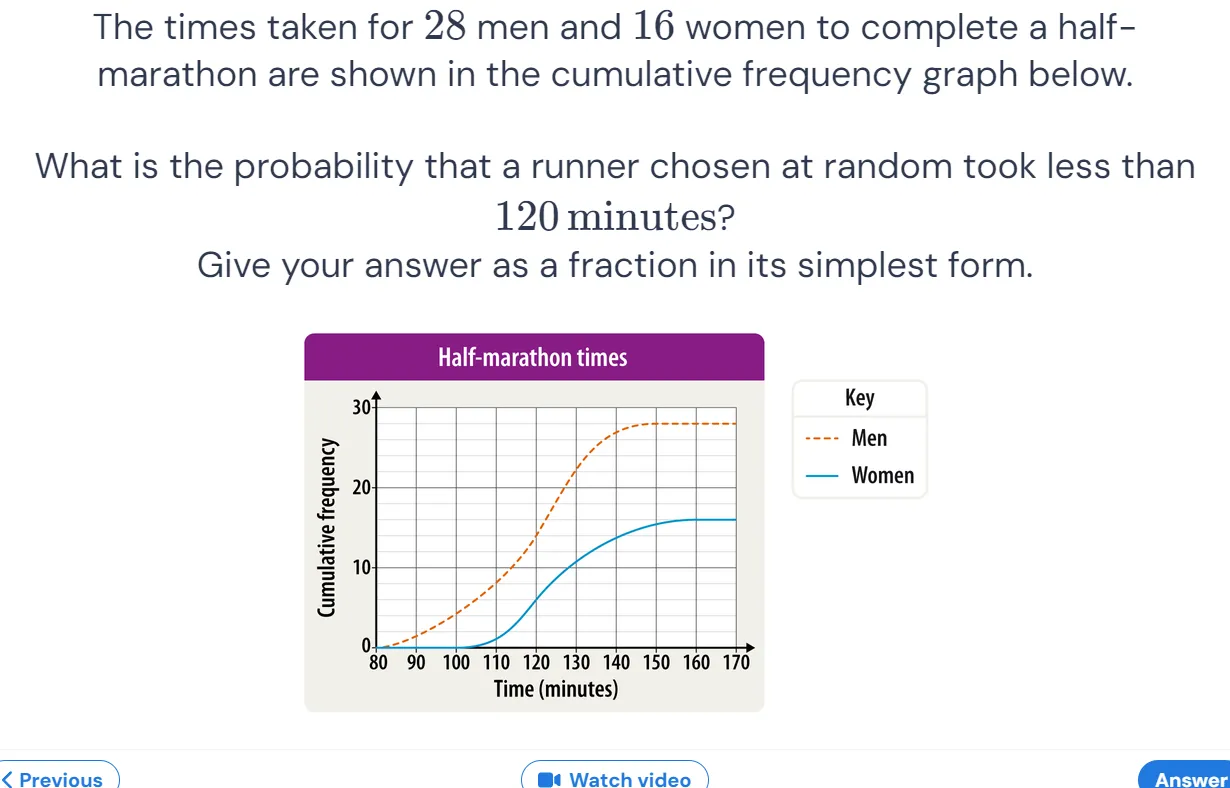 The times taken for 28 men and 16 women to complete a half-
marathon are shown in the cumulative frequency graph below.
What is the probability that a runner chosen at random took less than
120 minutes?
Give your answer as a fraction in its simplest form.
Half-marathon times
Cumulative frequency
30
20
10
0
80 90 100 110 120 130 140 150 160 170
Time (minutes)
Key
Men
Women
Previous
Watch video
Answer